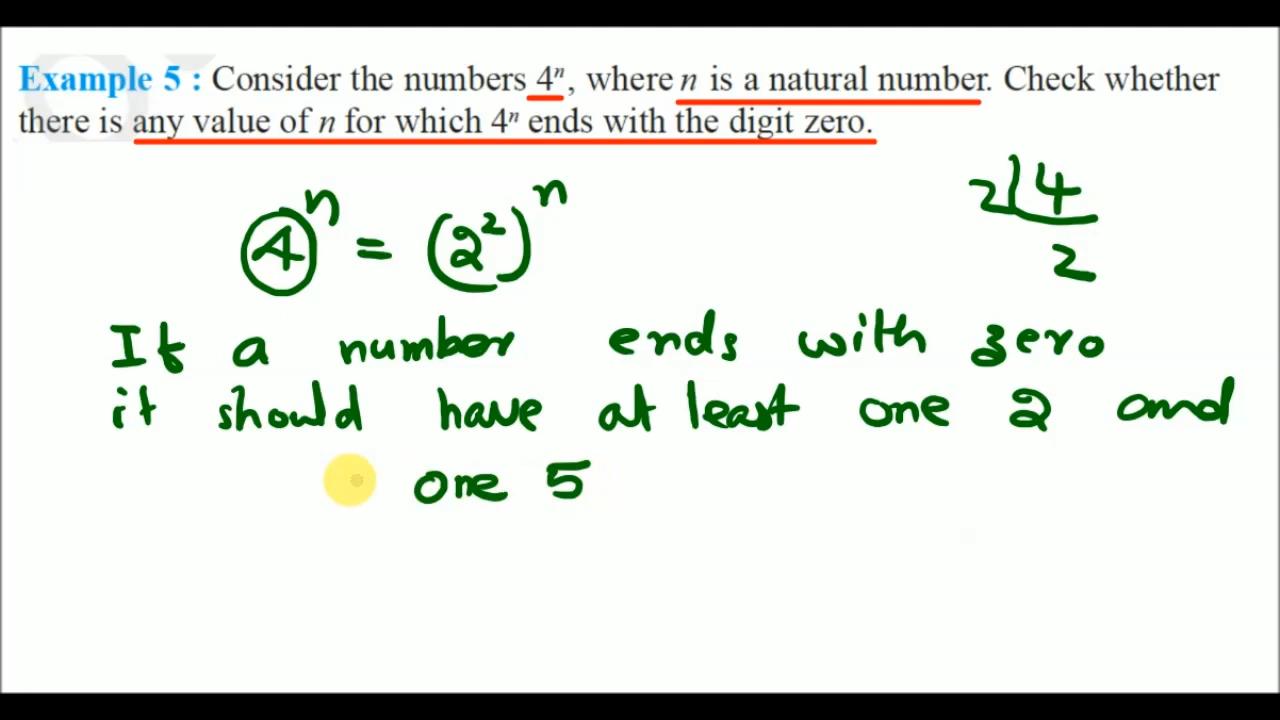 Example 5 : Consider the numbers 4ⁿ, where n is a natural number. Check whether
there is any value of n for which 4ⁿ ends with the digit zero.
4ⁿ = (2²)ⁿ
2|4
2
If a number ends with zero
it should have at least one 2 and
one 5